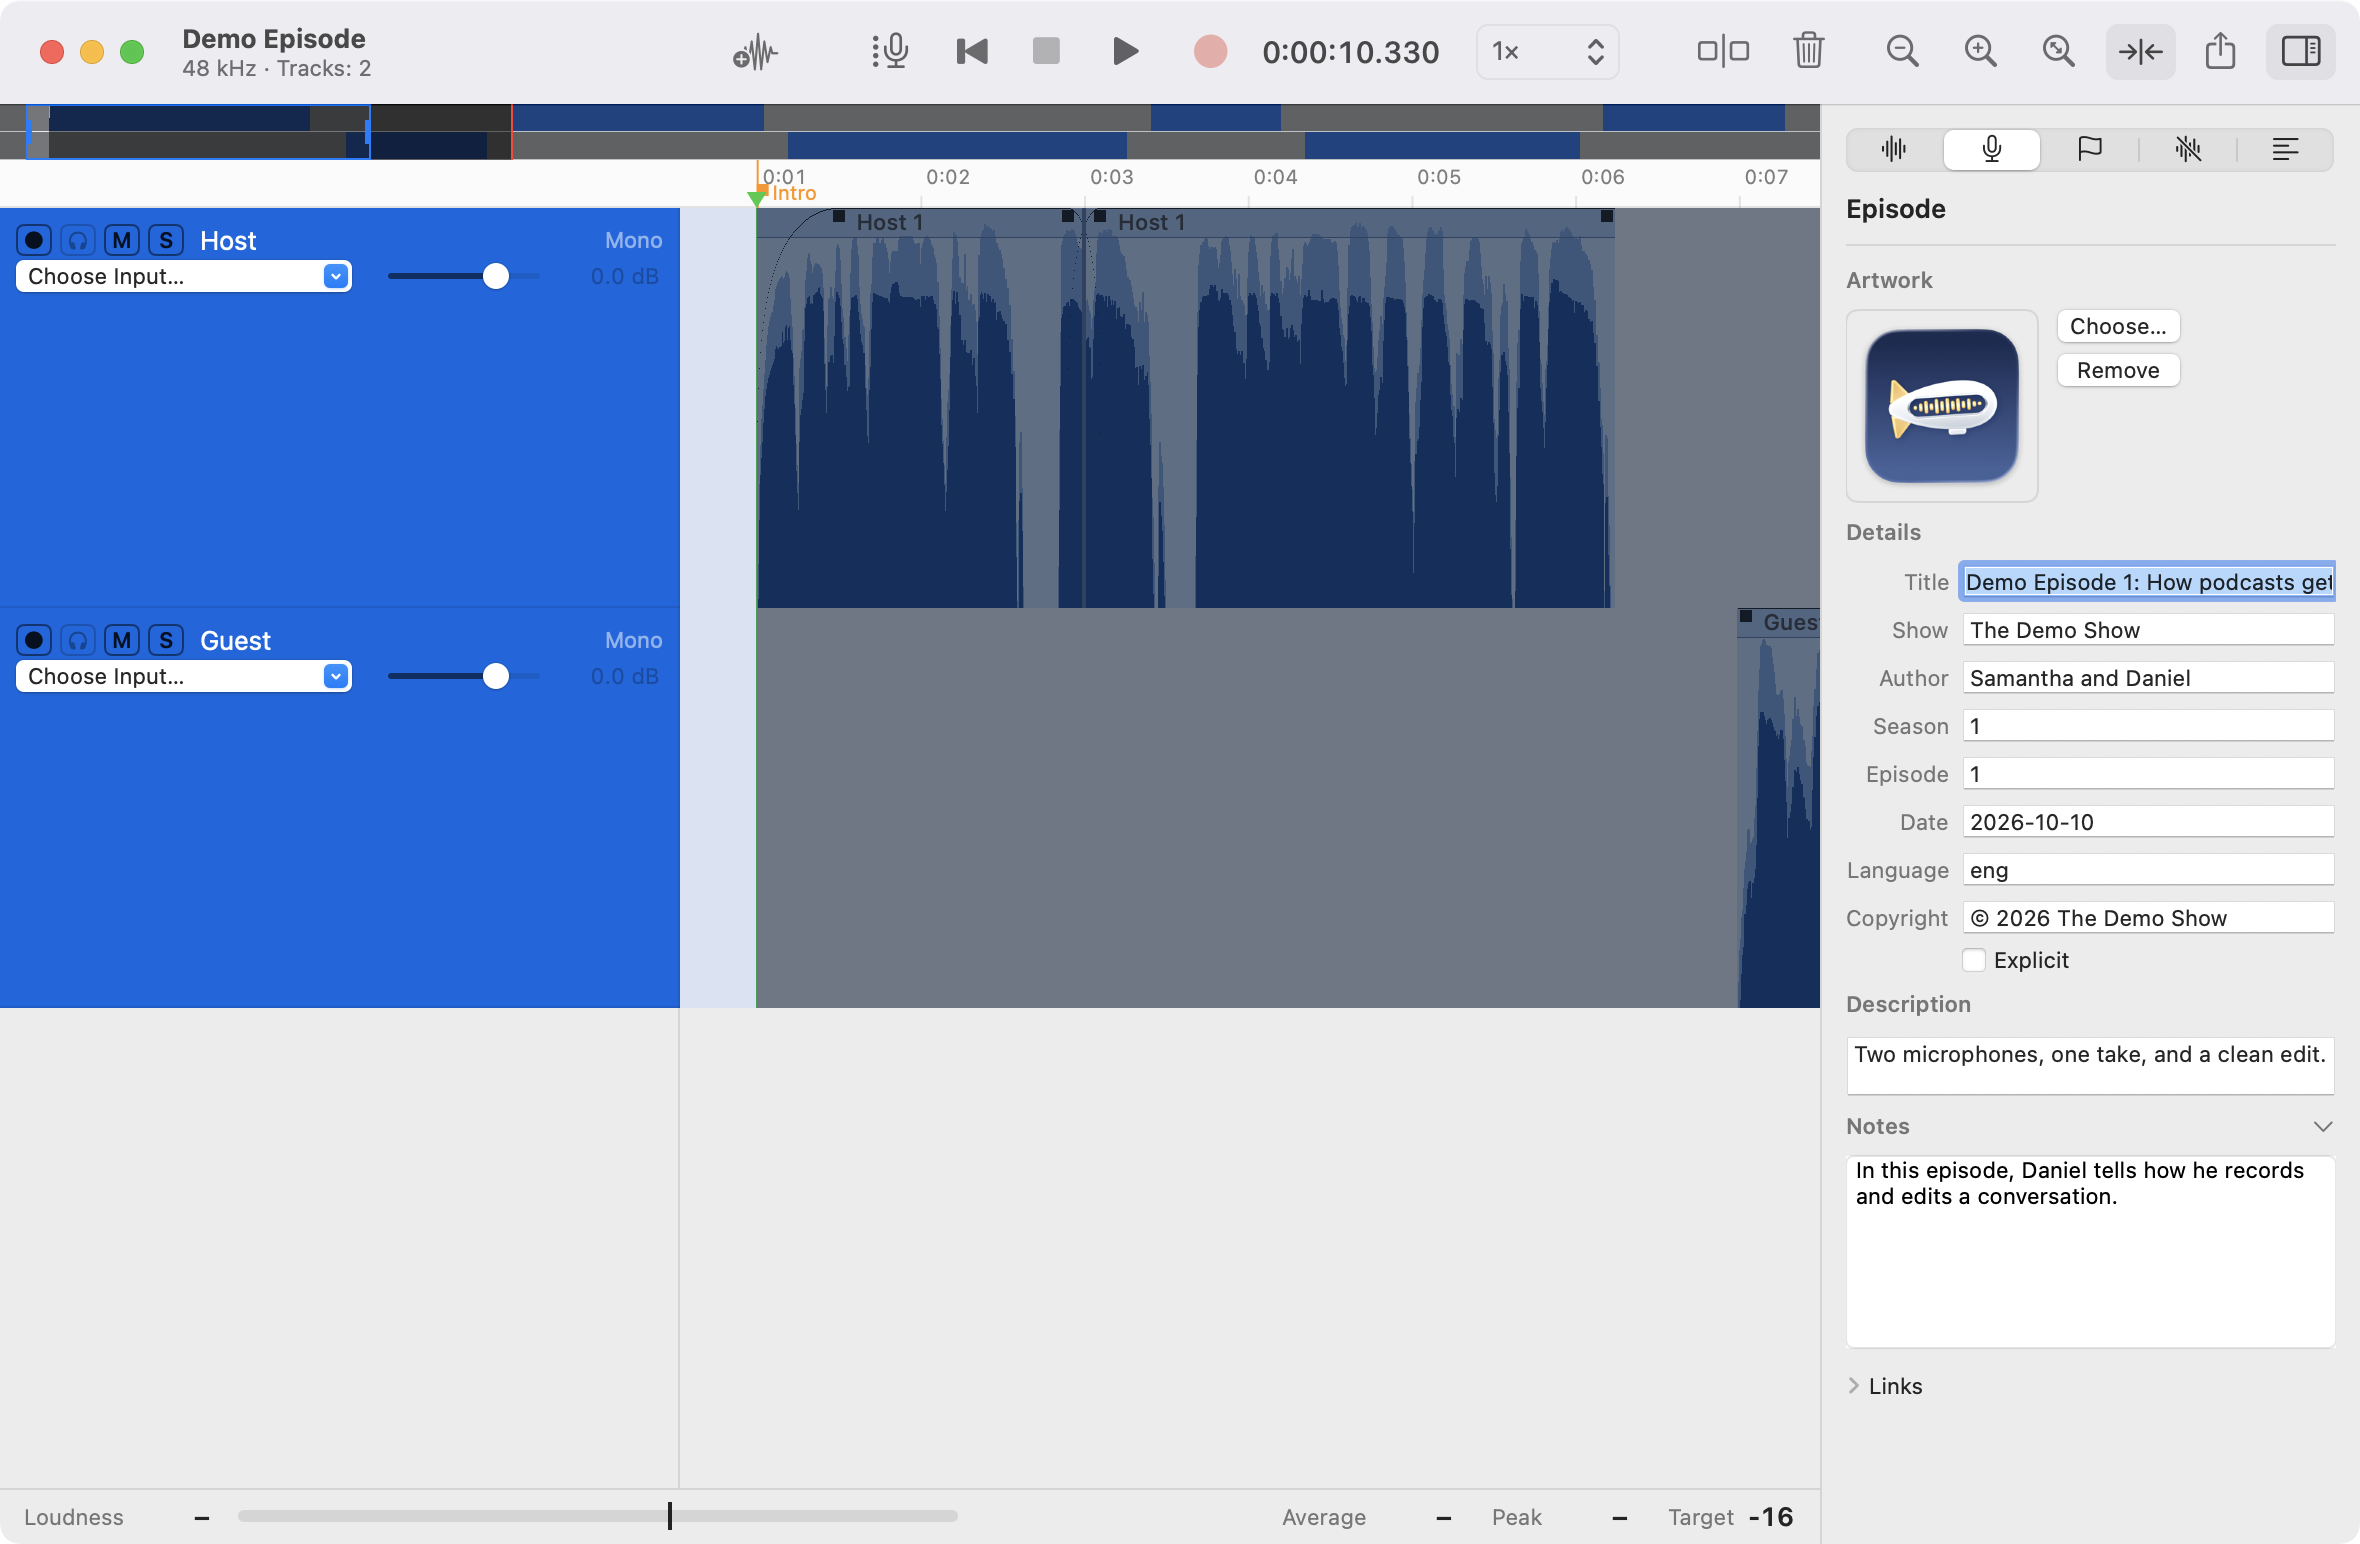 Demo Episode
48 kHz · Tracks: 2
0:00:10.330
1×
0:01
0:02
0:03
0:04
0:05
0:06
0:07
Intro
M
S
Host
Mono
Choose Input...
0.0 dB
Host 1
Host 1
M
S
Guest
Mono
Choose Input...
0.0 dB
Gues
Episode
Artwork
Choose...
Remove
Details
Title
Demo Episode 1: How podcasts get
Show
The Demo Show
Author
Samantha and Daniel
Season
1
Episode
1
Date
2026-10-10
Language
eng
Copyright
© 2026 The Demo Show
Explicit
Description
Two microphones, one take, and a clean edit.
Notes
In this episode, Daniel tells how he records
and edits a conversation.
Links
Loudness
–
Average
–
Peak
–
Target
-16